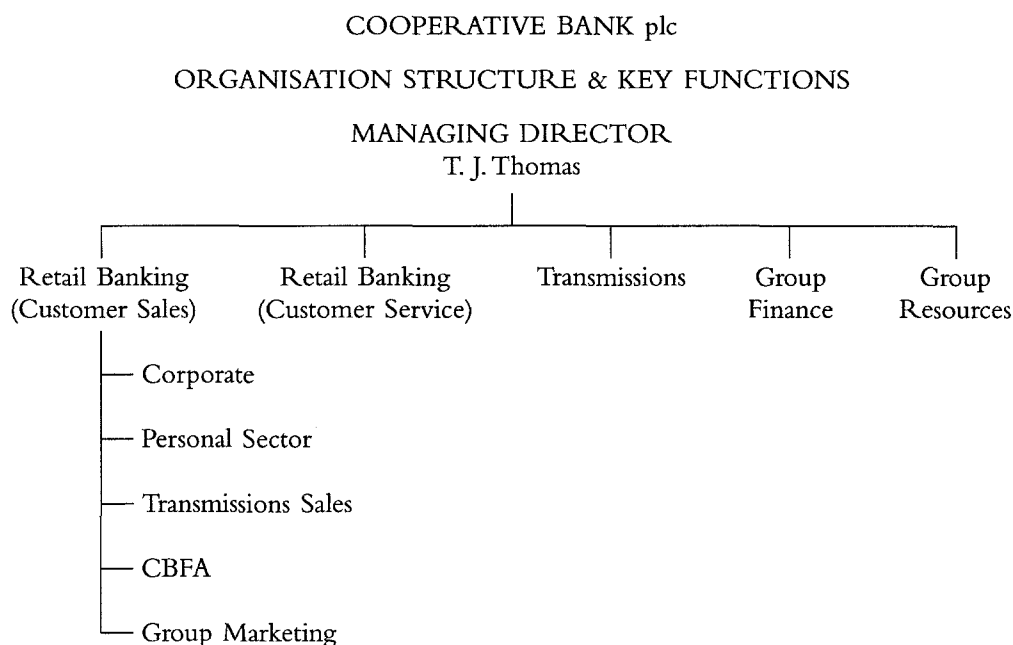 COOPERATIVE BANK plc
ORGANISATION STRUCTURE & KEY FUNCTIONS
MANAGING DIRECTOR
T. J. Thomas
Retail Banking
(Customer Sales)
Retail Banking
(Customer Service)
Transmissions
Group
Finance
Group
Resources
Corporate
Personal Sector
Transmissions Sales
CBFA
Group Marketing